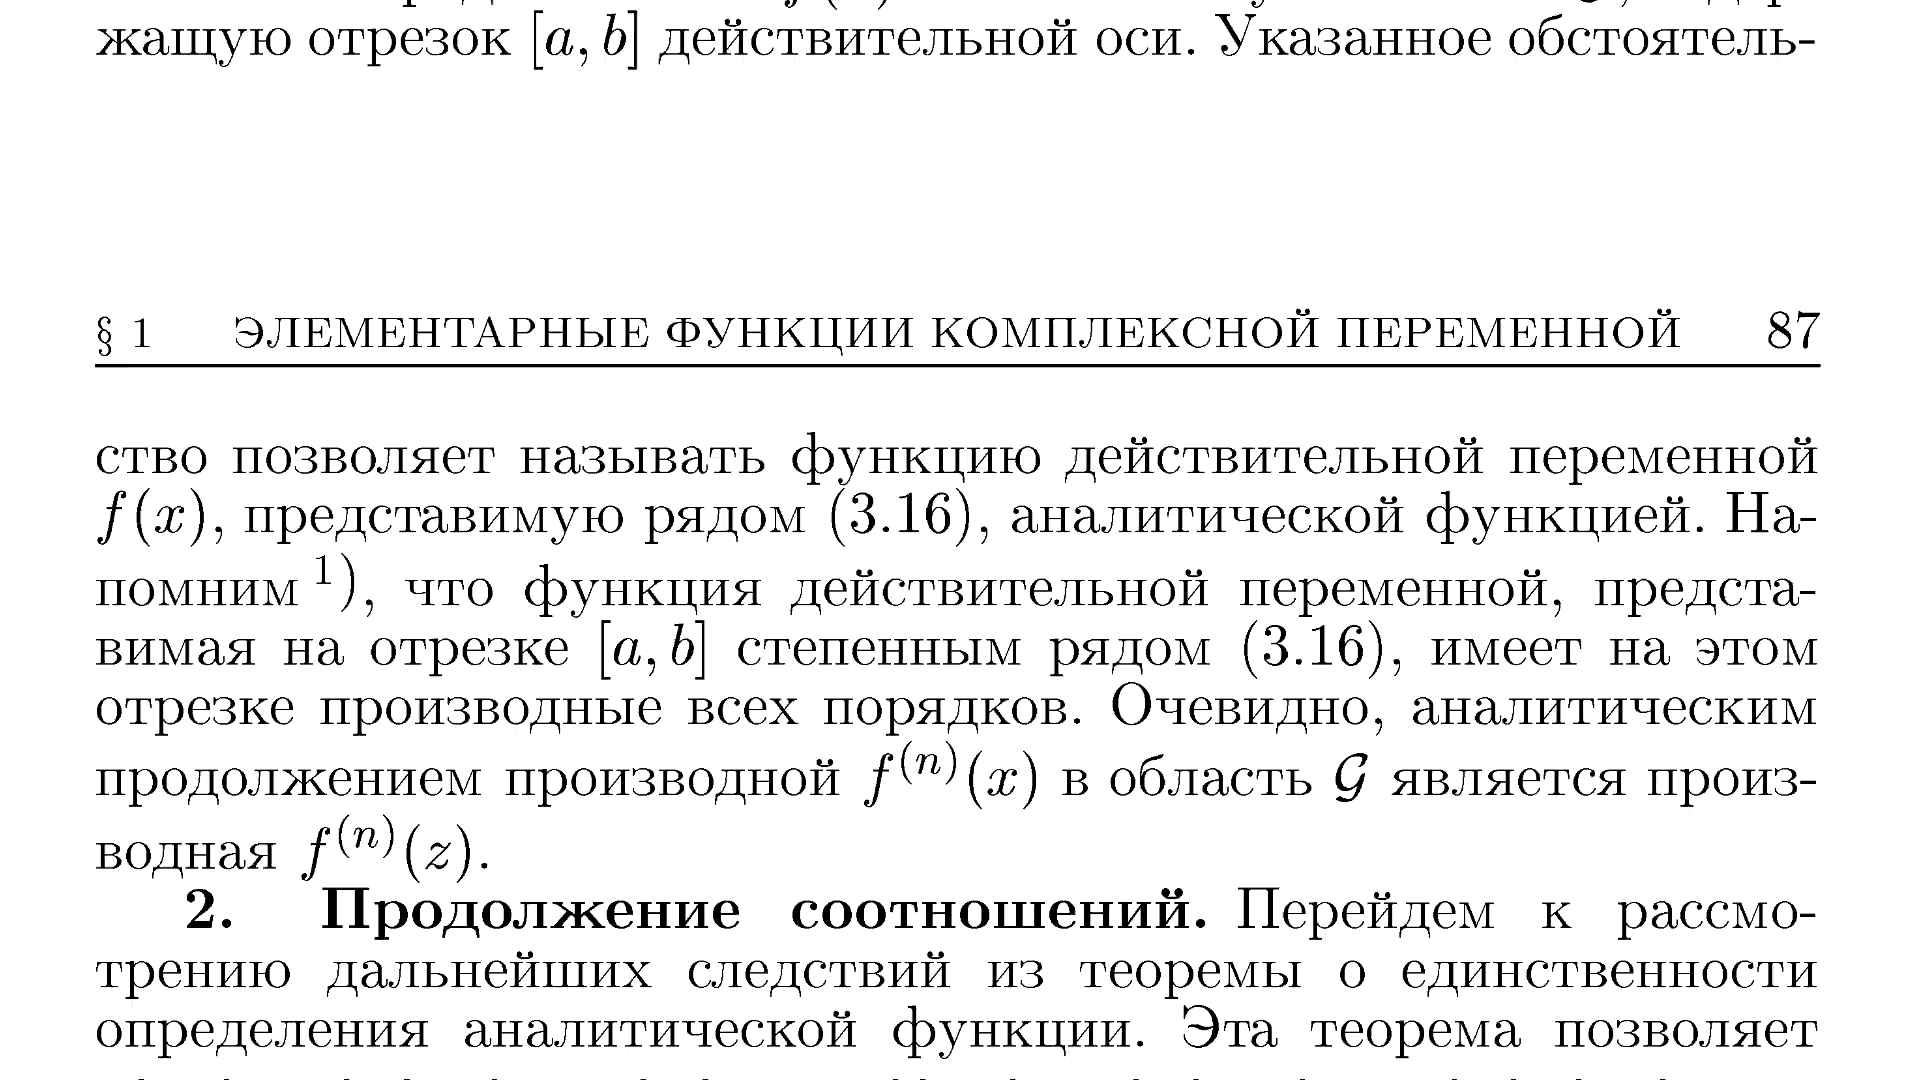 жащую отрезок [a, b] действительной оси. Указанное обстоятель-
§ 1 ЭЛЕМЕНТАРНЫЕ ФУНКЦИИ КОМПЛЕКСНОЙ ПЕРЕМЕННОЙ 87
ство позволяет называть функцию действительной переменной
f(x), представимую рядом (3.16), аналитической функцией. На-
помним ¹⁾, что функция действительной переменной, предста-
вимая на отрезке [a, b] степенным рядом (3.16), имеет на этом
отрезке производные всех порядков. Очевидно, аналитическим
продолжением производной f⁽ⁿ⁾(x) в область 𝒢 является произ-
водная f⁽ⁿ⁾(z).
2. Продолжение соотношений. Перейдем к рассмо-
трению дальнейших следствий из теоремы о единственности
определения аналитической функции. Эта теорема позволяет